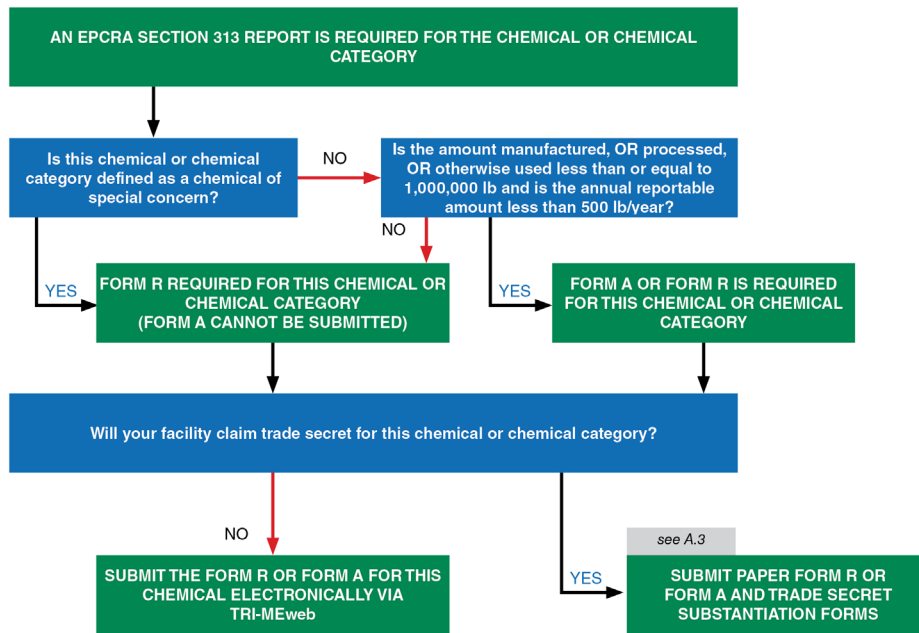 AN EPCRA SECTION 313 REPORT IS REQUIRED FOR THE CHEMICAL OR CHEMICAL
CATEGORY
Is this chemical or chemical
category defined as a chemical of
special concern?
NO
Is the amount manufactured, OR processed,
OR otherwise used less than or equal to
1,000,000 lb and is the annual reportable
amount less than 500 lb/year?
NO
YES
FORM R REQUIRED FOR THIS CHEMICAL OR
CHEMICAL CATEGORY
(FORM A CANNOT BE SUBMITTED)
YES
FORM A OR FORM R IS REQUIRED
FOR THIS CHEMICAL OR CHEMICAL
CATEGORY
Will your facility claim trade secret for this chemical or chemical category?
NO
see A.3
SUBMIT THE FORM R OR FORM A FOR THIS
CHEMICAL ELECTRONICALLY VIA
TRI-MEweb
YES
SUBMIT PAPER FORM R OR
FORM A AND TRADE SECRET
SUBSTANTIATION FORMS